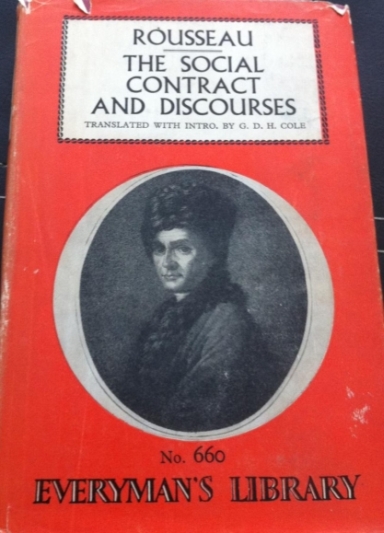 ROUSSEAU
THE SOCIAL
CONTRACT
AND DISCOURSES
TRANSLATED WITH INTRO. BY G. D. H. COLE
No. 660
EVERYMAN'S LIBRARY